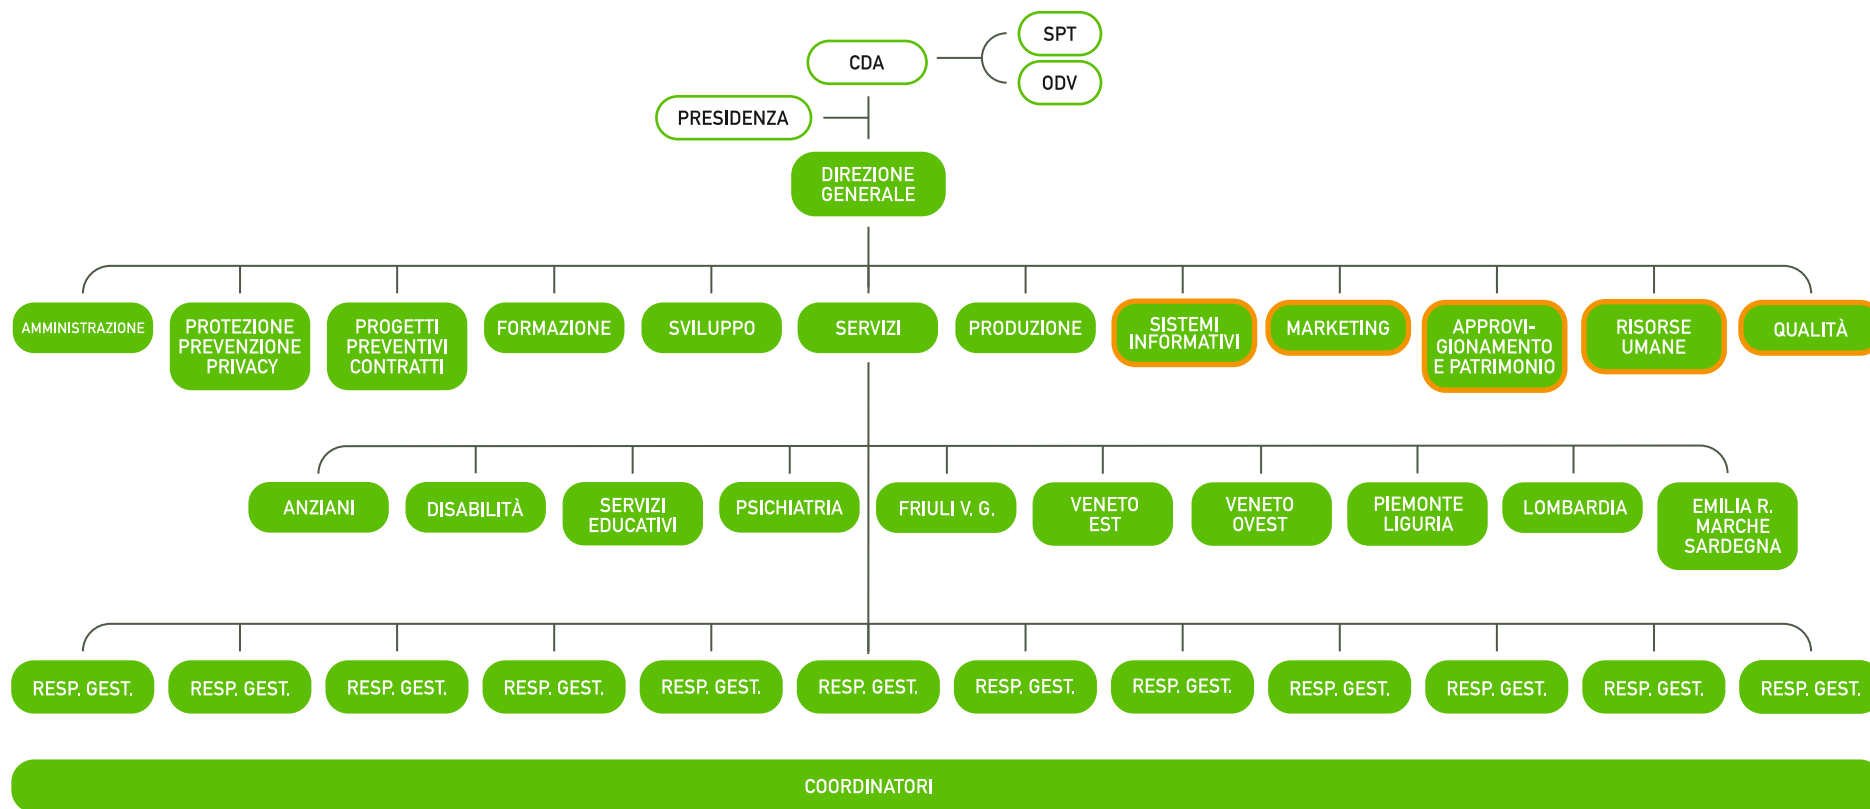 SPT
CDA
ODV
PRESIDENZA
DIREZIONE
GENERALE
AMMINISTRAZIONE
PROTEZIONE
PREVENZIONE
PRIVACY
PROGETTI
PREVENTIVI
CONTRATTI
FORMAZIONE
SVILUPPO
SERVIZI
PRODUZIONE
SISTEMI
INFORMATIVI
MARKETING
APPROVI-
GIONAMENTO
E PATRIMONIO
RISORSE
UMANE
QUALITÀ
ANZIANI
DISABILITÀ
SERVIZI
EDUCATIVI
PSICHIATRIA
FRIULI V. G.
VENETO
EST
VENETO
OVEST
PIEMONTE
LIGURIA
LOMBARDIA
EMILIA R.
MARCHE
SARDEGNA
RESP. GEST.
RESP. GEST.
RESP. GEST.
RESP. GEST.
RESP. GEST.
RESP. GEST.
RESP. GEST.
RESP. GEST.
RESP. GEST.
RESP. GEST.
RESP. GEST.
RESP. GEST.
COORDINATORI